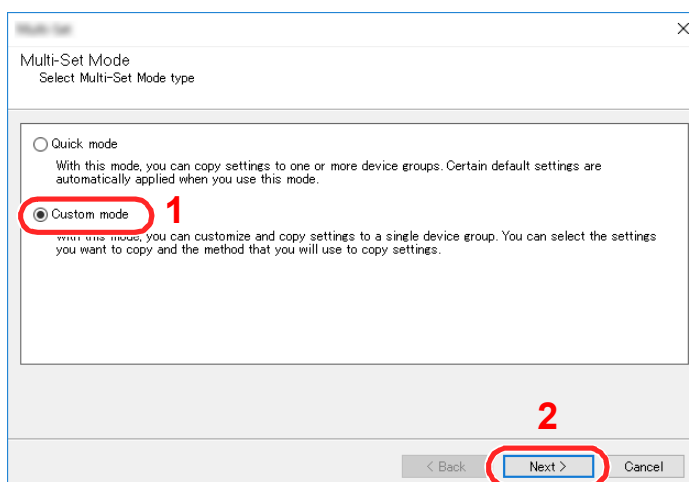 Multi-Set Mode
Select Multi-Set Mode type
Quick mode
With this mode, you can copy settings to one or more device groups. Certain default settings are
automatically applied when you use this mode.
Custom mode 1
With this mode, you can customize and copy settings to a single device group. You can select the settings
you want to copy and the method that you will use to copy settings.
2
< Back Next > Cancel